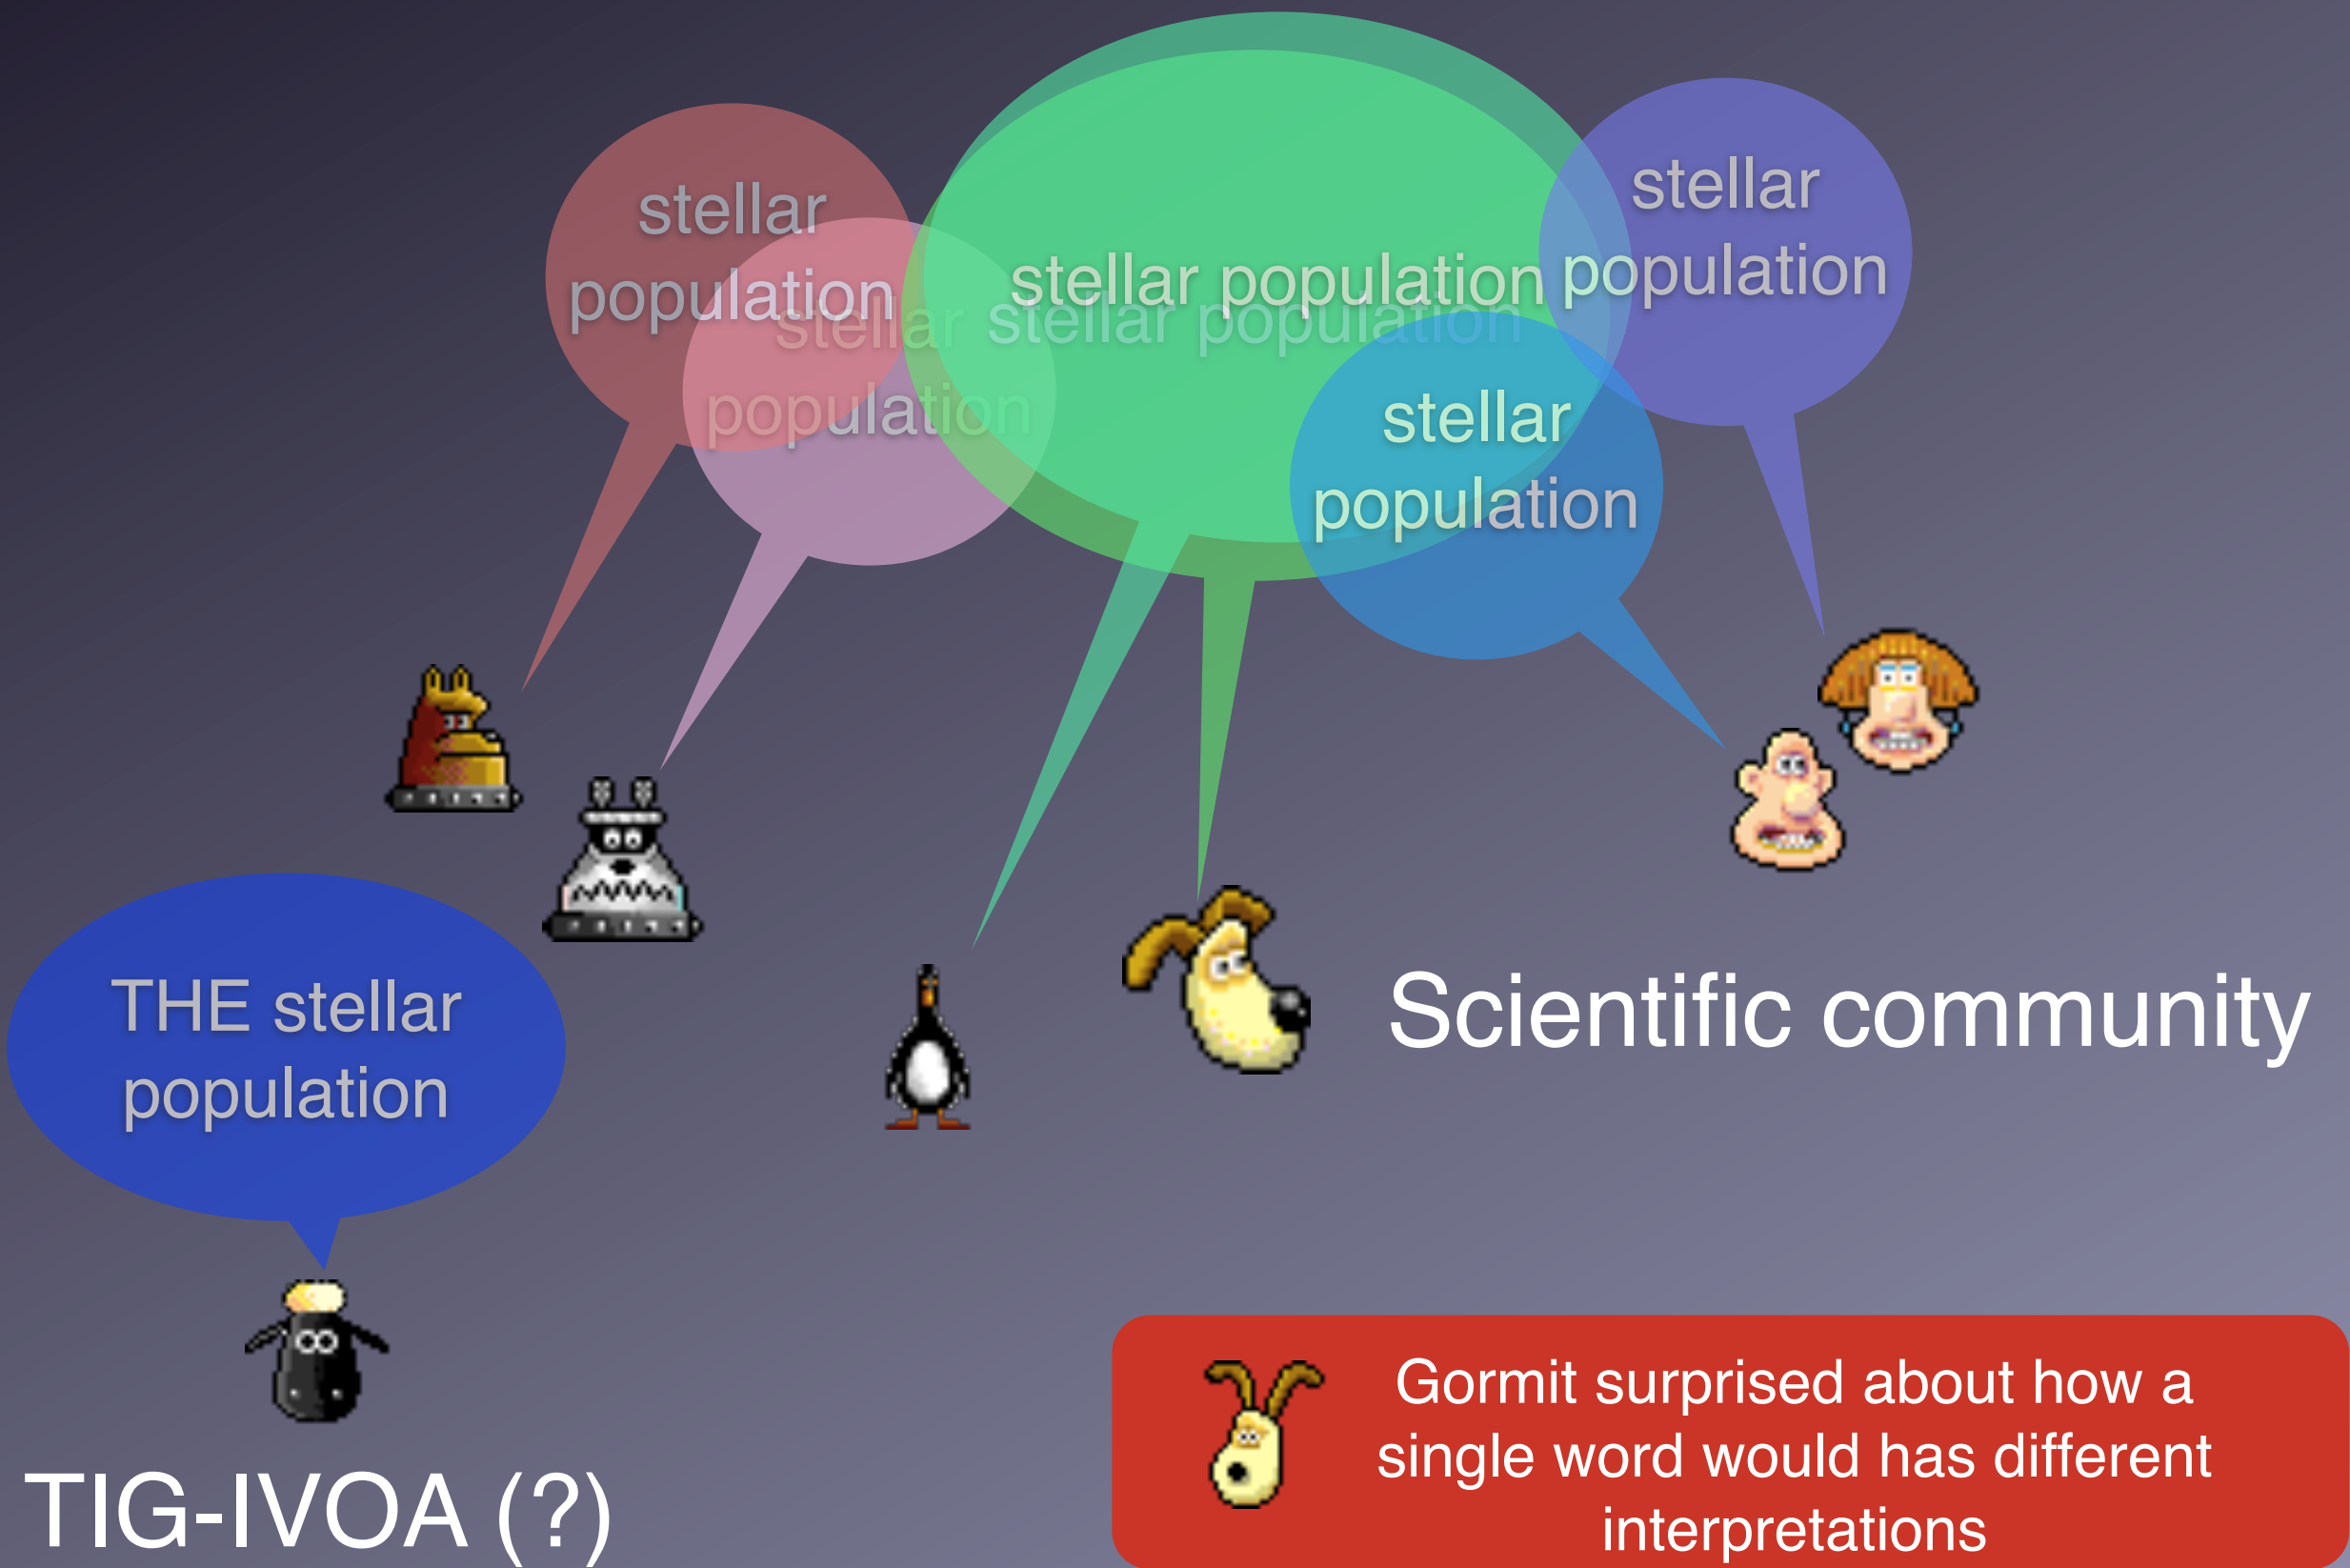 stellar
population
stellar
population
stellar population
stellar population
stellar
population
stellar
population
THE stellar
population
Scientific community
TIG-IVOA (?)
Gormit surprised about how a
single word would has different
interpretations